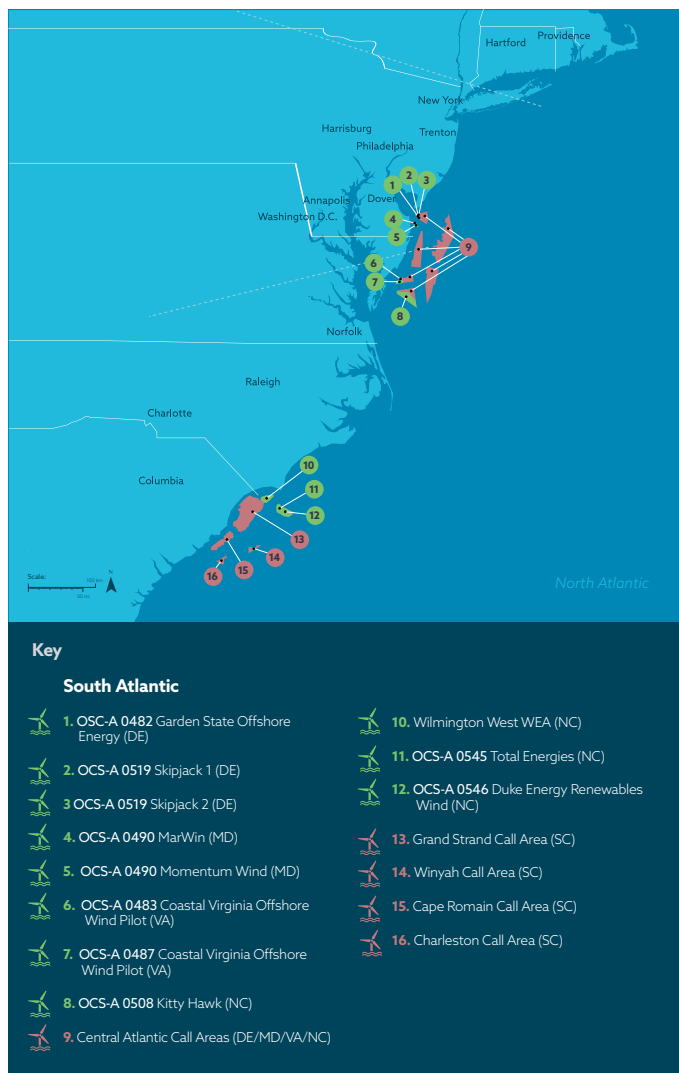 Hartford
Providence
New York
Harrisburg
Trenton
Philadelphia
2
1
3
Annapolis
Dover
Washington D.C.
4
5
9
6
7
8
Norfolk
Raleigh
Charlotte
Columbia
10
11
12
13
14
15
16
Scale:
100 km
50 mi
N
North Atlantic
Key
South Atlantic
1. OSC-A 0482 Garden State Offshore
Energy (DE)
2. OCS-A 0519 Skipjack 1 (DE)
3 OCS-A 0519 Skipjack 2 (DE)
4. OCS-A 0490 MarWin (MD)
5. OCS-A 0490 Momentum Wind (MD)
6. OCS-A 0483 Coastal Virginia Offshore
Wind Pilot (VA)
7. OCS-A 0487 Coastal Virginia Offshore
Wind Pilot (VA)
8. OCS-A 0508 Kitty Hawk (NC)
9. Central Atlantic Call Areas (DE/MD/VA/NC)
10. Wilmington West WEA (NC)
11. OCS-A 0545 Total Energies (NC)
12. OCS-A 0546 Duke Energy Renewables
Wind (NC)
13. Grand Strand Call Area (SC)
14. Winyah Call Area (SC)
15. Cape Romain Call Area (SC)
16. Charleston Call Area (SC)